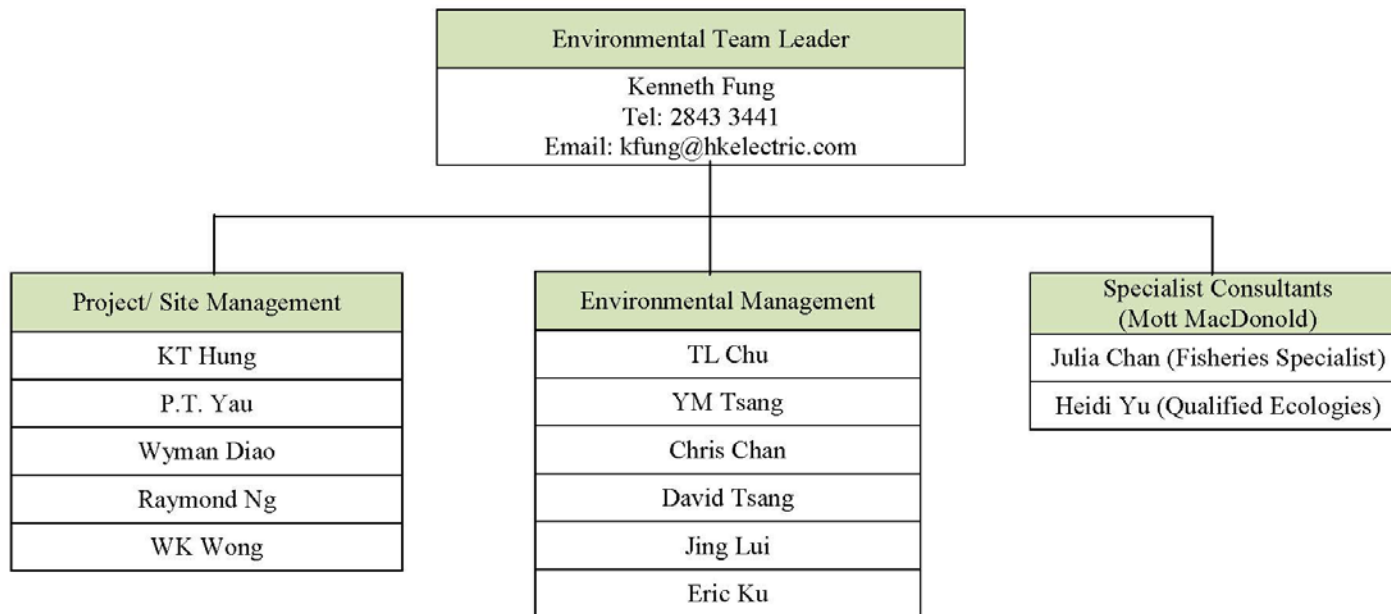 Environmental Team Leader
Kenneth Fung
Tel: 2843 3441
Email: kfung@hkelectric.com
Project/ Site Management
KT Hung
P.T. Yau
Wyman Diao
Raymond Ng
WK Wong
Environmental Management
TL Chu
YM Tsang
Chris Chan
David Tsang
Jing Lui
Eric Ku
Specialist Consultants
(Mott MacDonold)
Julia Chan (Fisheries Specialist)
Heidi Yu (Qualified Ecologies)